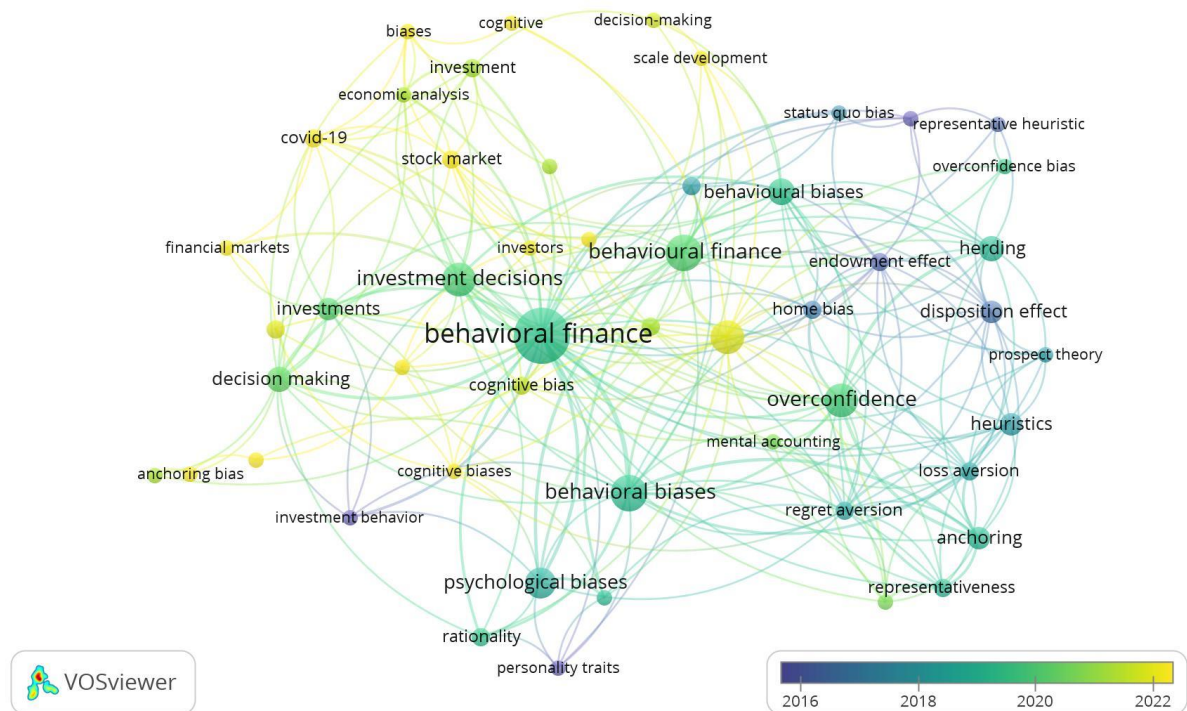 cognitive
decision-making
biases
scale development
investment
economic analysis
status quo bias
representative heuristic
covid-19
stock market
overconfidence bias
behavioural biases
financial markets
investors
behavioural finance
herding
endowment effect
investment decisions
investments
home bias
disposition effect
behavioral finance
prospect theory
decision making
cognitive bias
overconfidence
heuristics
mental accounting
anchoring bias
cognitive biases
loss aversion
behavioral biases
investment behavior
regret aversion
anchoring
psychological biases
representativeness
rationality
personality traits
VOSviewer
2016
2018
2020
2022